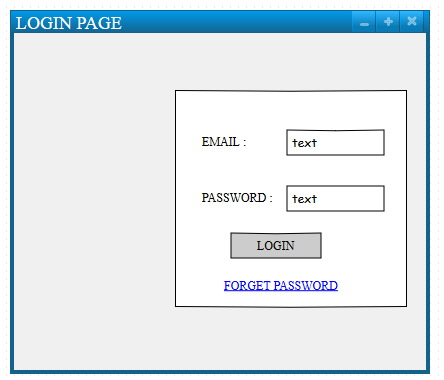 LOGIN PAGE
EMAIL : text
PASSWORD : text
LOGIN
FORGET PASSWORD